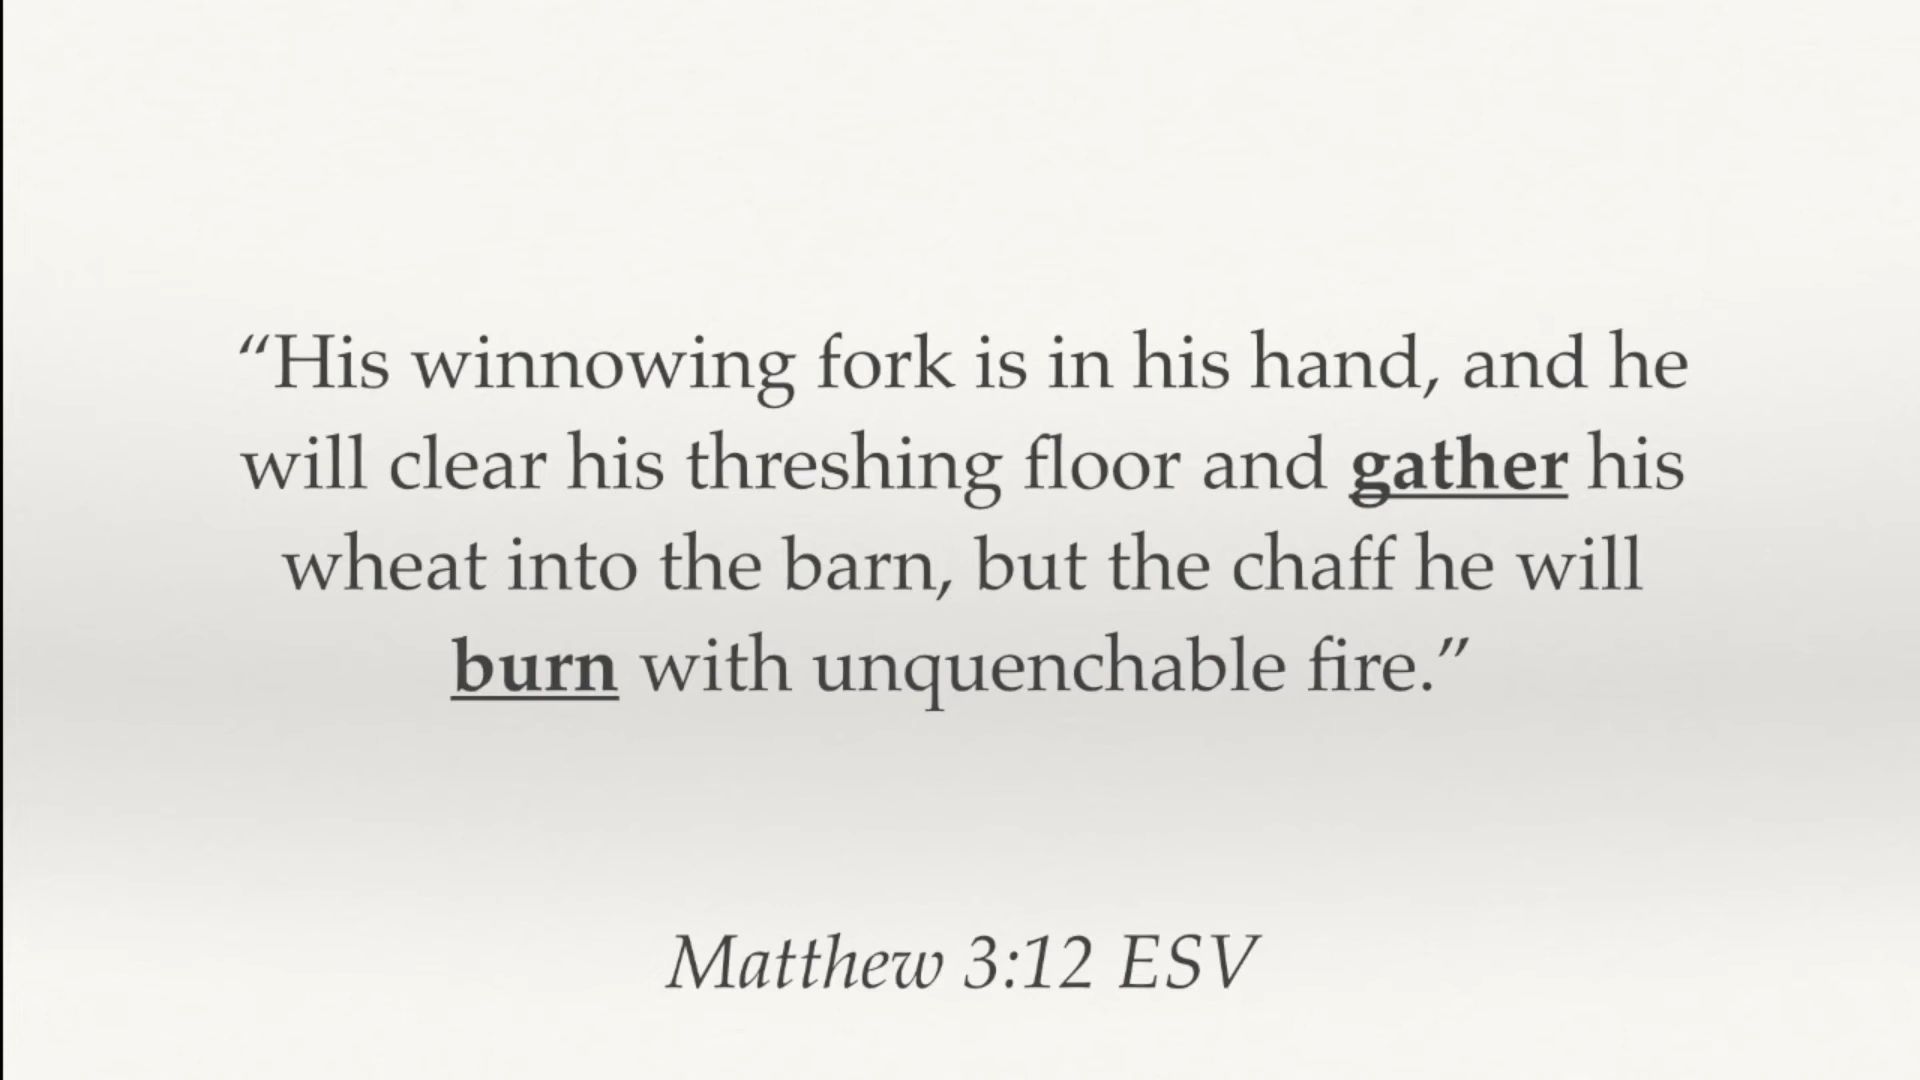 “His winnowing fork is in his hand, and he
will clear his threshing floor and gather his
wheat into the barn, but the chaff he will
burn with unquenchable fire.”
Matthew 3:12 ESV